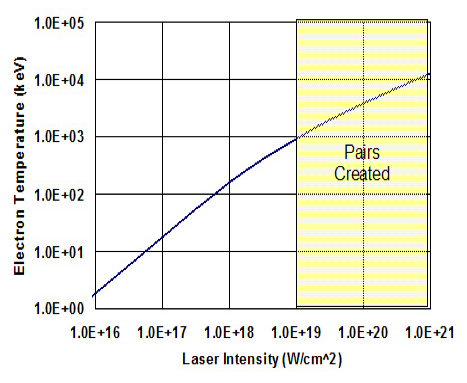 1.0E+05
1.0E+04
1.0E+03
1.0E+02
1.0E+01
1.0E+00
Electron Temperature (keV)
Pairs
Created
1.0E+16 1.0E+17 1.0E+18 1.0E+19 1.0E+20 1.0E+21
Laser Intensity (W/cm^2)